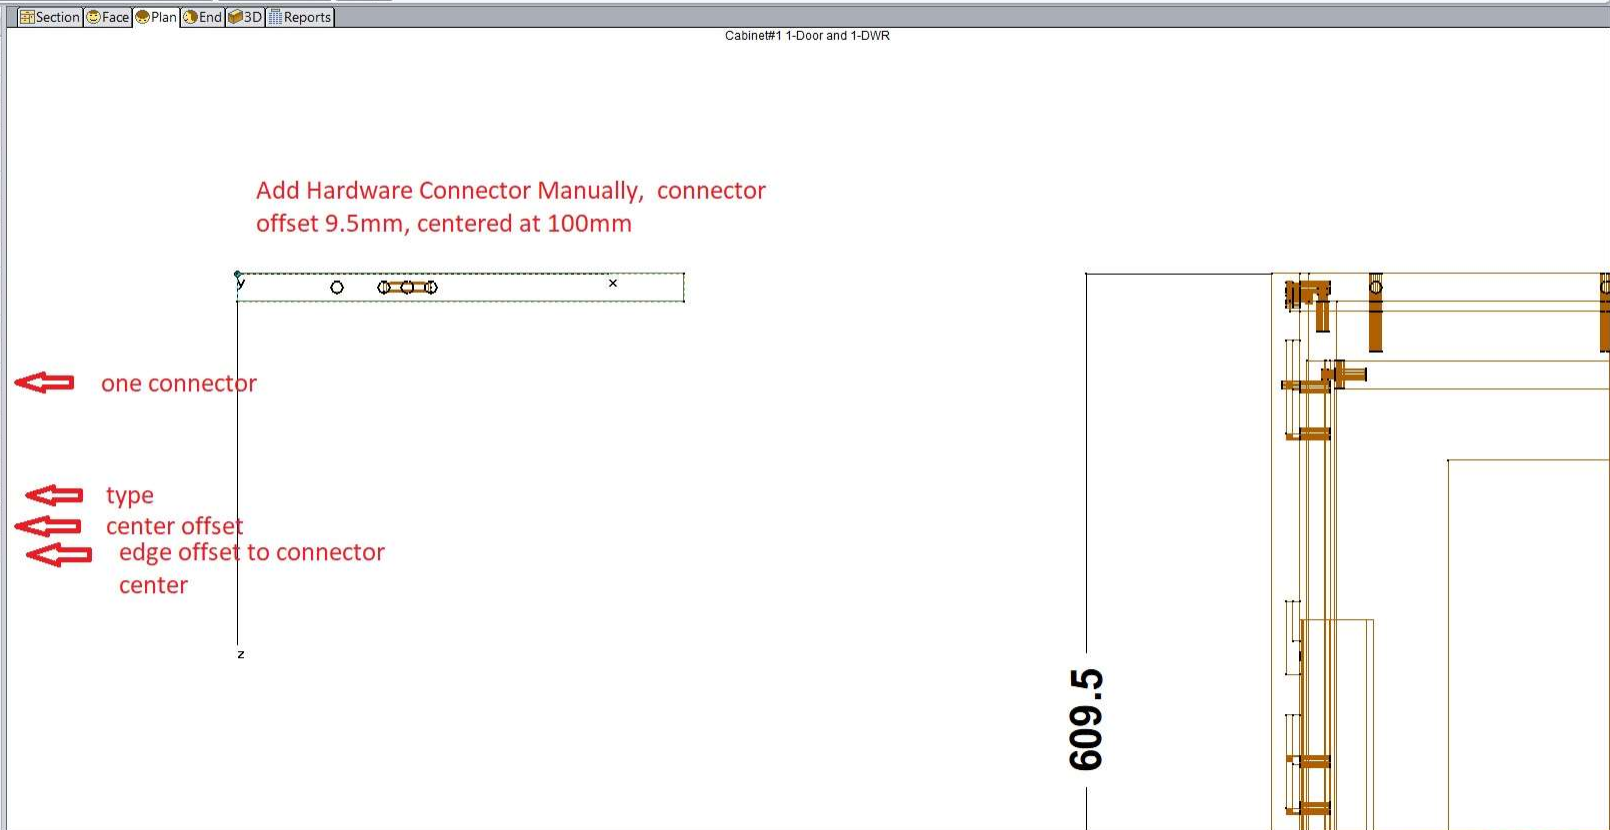 Section Face Plan End 3D Reports
Cabinet#1 1-Door and 1-DWR
Add Hardware Connector Manually, connector
offset 9.5mm, centered at 100mm
y
x
one connector
type
center offset
edge offset to connector
center
z
609.5